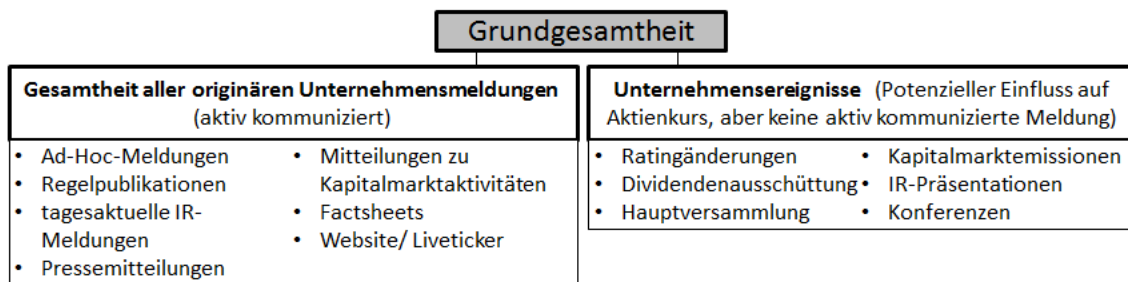 Grundgesamtheit
Gesamtheit aller originären Unternehmensmeldungen
(aktiv kommuniziert)
• Ad-Hoc-Meldungen
• Regelpublikationen
• tagesaktuelle IR-
Meldungen
• Pressemitteilungen
• Mitteilungen zu
Kapitalmarktaktivitäten
• Factsheets
• Website/ Liveticker
Unternehmensereignisse (Potenzieller Einfluss auf
Aktienkurs, aber keine aktiv kommunizierte Meldung)
• Ratingänderungen
• Dividendenausschüttung
• Hauptversammlung
• Kapitalmarktemissionen
• IR-Präsentationen
• Konferenzen